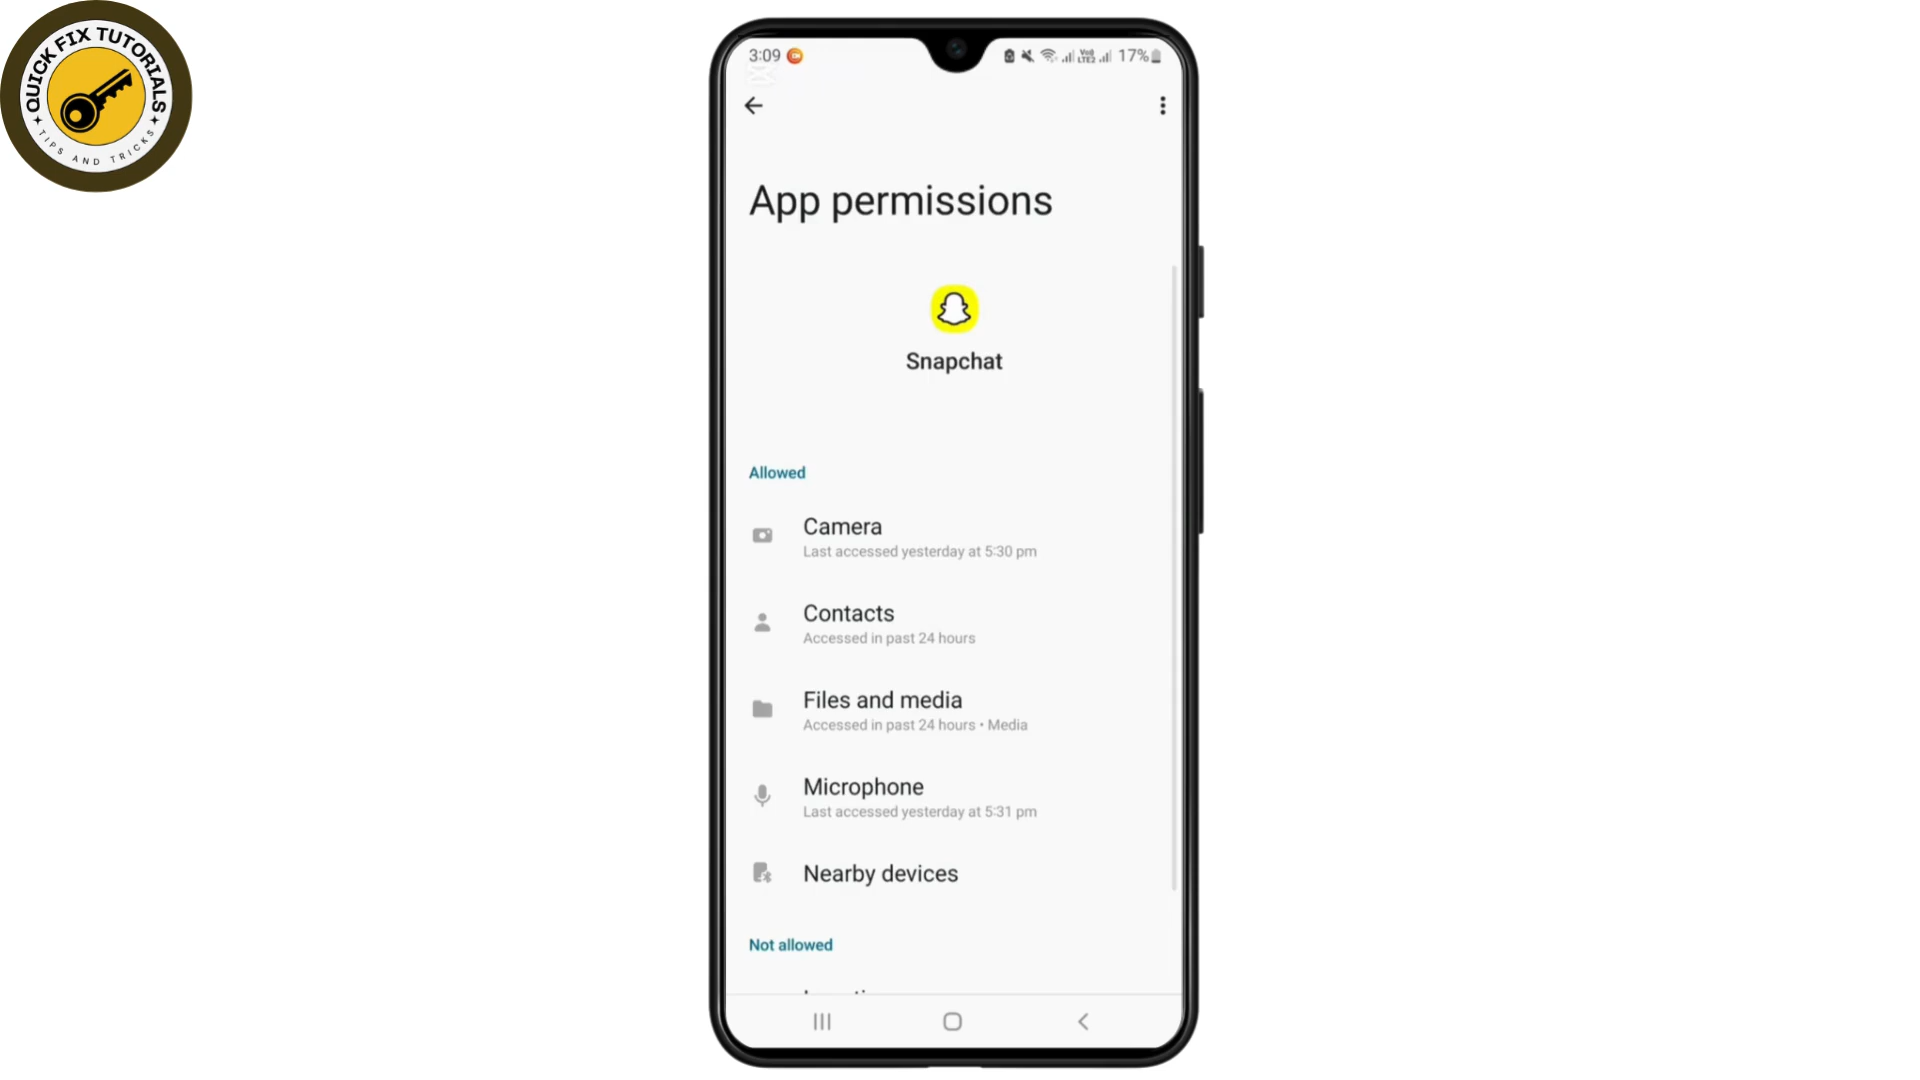 QUICK FIX TUTORIALS
TIPS AND TRICKS
3:09
Vo))
LTE2
17%
App permissions
Snapchat
Allowed
Camera
Last accessed yesterday at 5:30 pm
Contacts
Accessed in past 24 hours
Files and media
Accessed in past 24 hours • Media
Microphone
Last accessed yesterday at 5:31 pm
Nearby devices
Not allowed